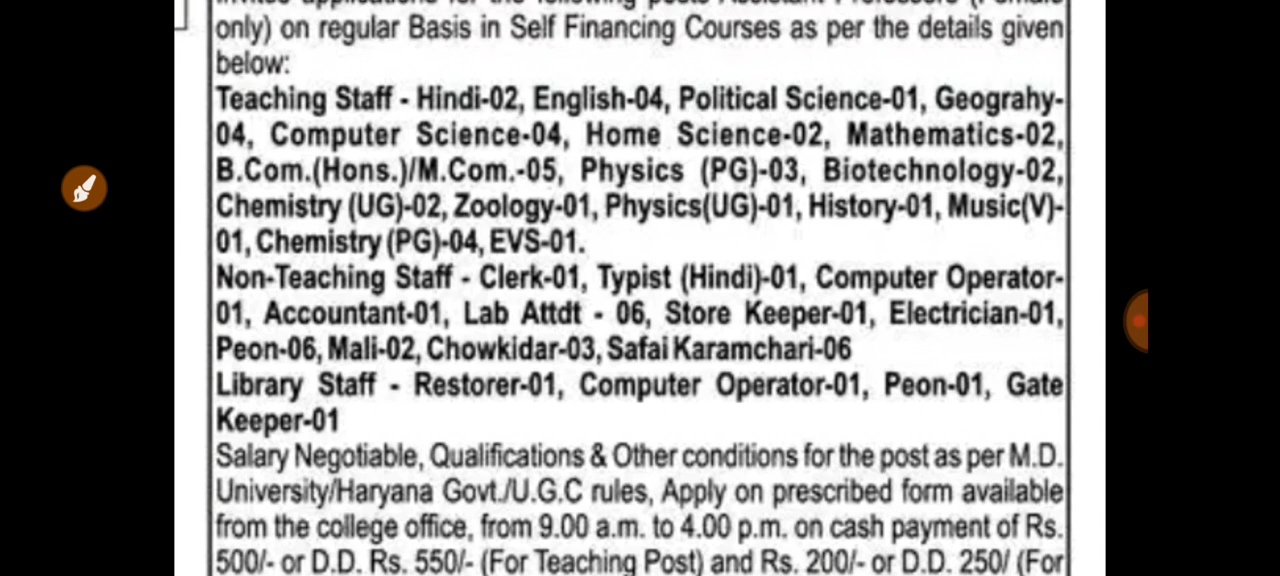 only) on regular Basis in Self Financing Courses as per the details given
below:
Teaching Staff - Hindi-02, English-04, Political Science-01, Geograhy-
04, Computer Science-04, Home Science-02, Mathematics-02,
B.Com.(Hons.)/M.Com.-05, Physics (PG)-03, Biotechnology-02,
Chemistry (UG)-02, Zoology-01, Physics(UG)-01, History-01, Music(V)-
01, Chemistry (PG)-04, EVS-01.
Non-Teaching Staff - Clerk-01, Typist (Hindi)-01, Computer Operator-
01, Accountant-01, Lab Attdt - 06, Store Keeper-01, Electrician-01,
Peon-06, Mali-02, Chowkidar-03, Safai Karamchari-06
Library Staff - Restorer-01, Computer Operator-01, Peon-01, Gate
Keeper-01
Salary Negotiable, Qualifications & Other conditions for the post as per M.D.
University/Haryana Govt./U.G.C rules, Apply on prescribed form available
from the college office, from 9.00 a.m. to 4.00 p.m. on cash payment of Rs.
500/- or D.D. Rs. 550/- (For Teaching Post) and Rs. 200/- or D.D. 250/ (For